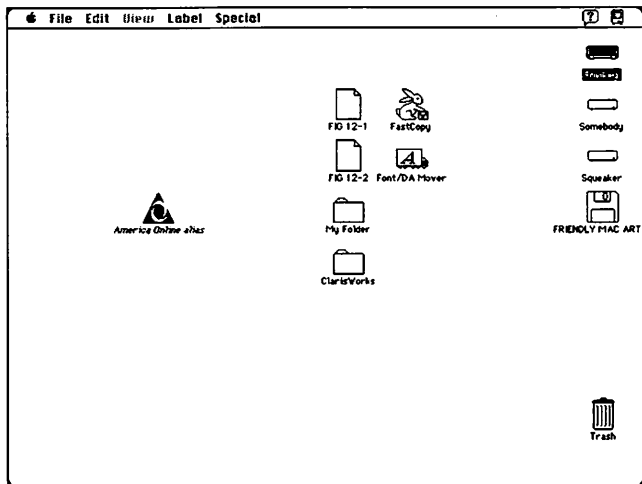 File Edit View Label Special
FIG 12-1 FastCopy Somebody
FIG 12-2 Font/DA Mover Squeaker
America Online alias My Folder FRIENDLY MAC ART
ClarisWorks
Trash